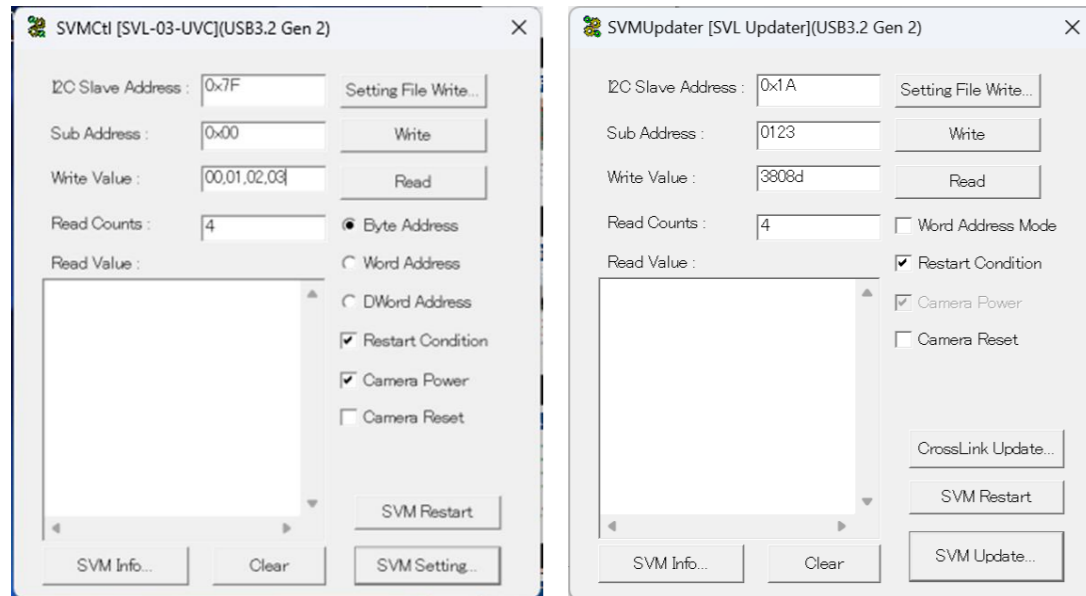 SVMCtl [SVL-03-UVC](USB3.2 Gen 2)
I2C Slave Address :
0x7F
Setting File Write...
Sub Address :
0x00
Write
Write Value :
00,01,02,03
Read
Read Counts :
4
Byte Address
Read Value :
Word Address
DWord Address
Restart Condition
Camera Power
Camera Reset
SVM Restart
SVM Info...
Clear
SVM Setting...
SVMUpdater [SVL Updater](USB3.2 Gen 2)
I2C Slave Address :
0x1A
Setting File Write...
Sub Address :
0123
Write
Write Value :
3808d
Read
Read Counts :
4
Word Address Mode
Read Value :
Restart Condition
Camera Power
Camera Reset
CrossLink Update...
SVM Restart
SVM Info...
Clear
SVM Update...